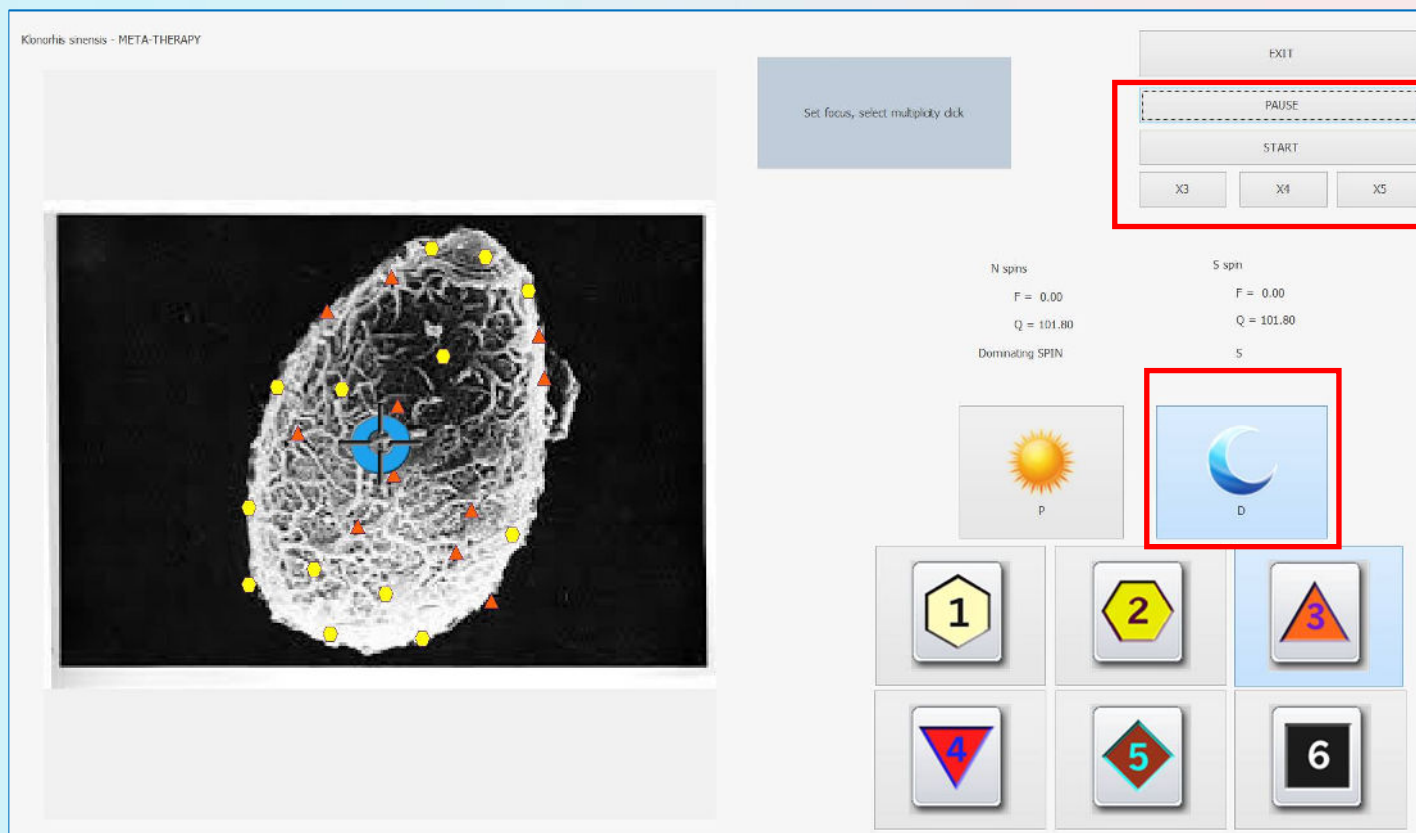 Klonorhis sinensis - META-THERAPY
Set focus, select multiplicity click
EXIT
PAUSE
START
X3 X4 X5
N spins S spin
F = 0.00 F = 0.00
Q = 101.80 Q = 101.80
Dominating SPIN S
P D
1 2 3
4 5 6